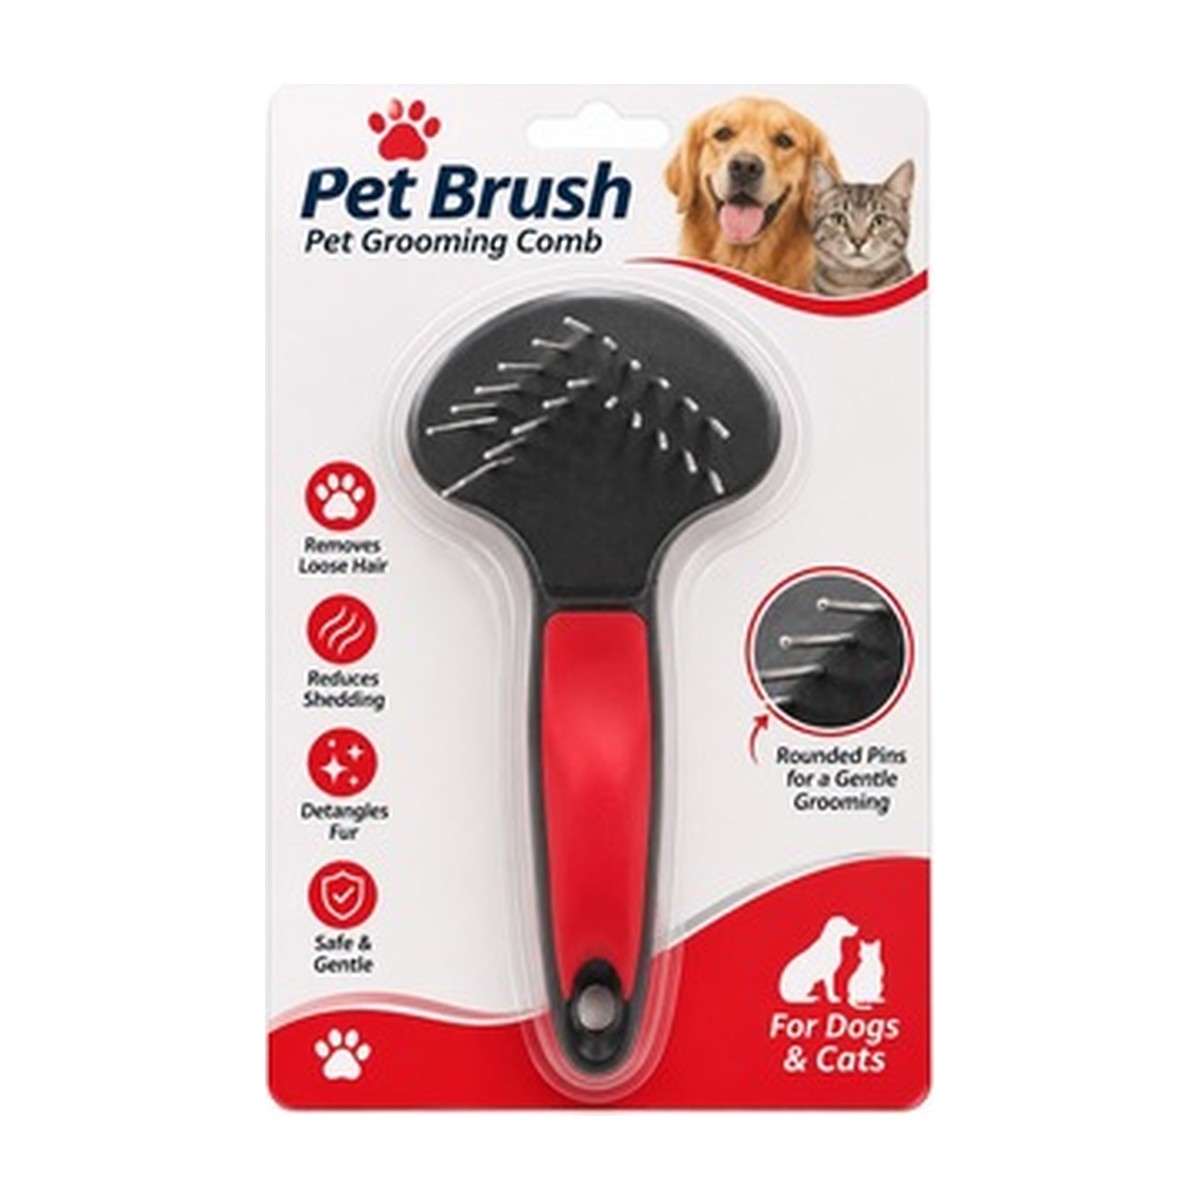 Pet Brush
Pet Grooming Comb
Removes
Loose Hair
Reduces
Shedding
Detangles
Fur
Safe &
Gentle
Rounded Pins
for a Gentle
Grooming
For Dogs
& Cats